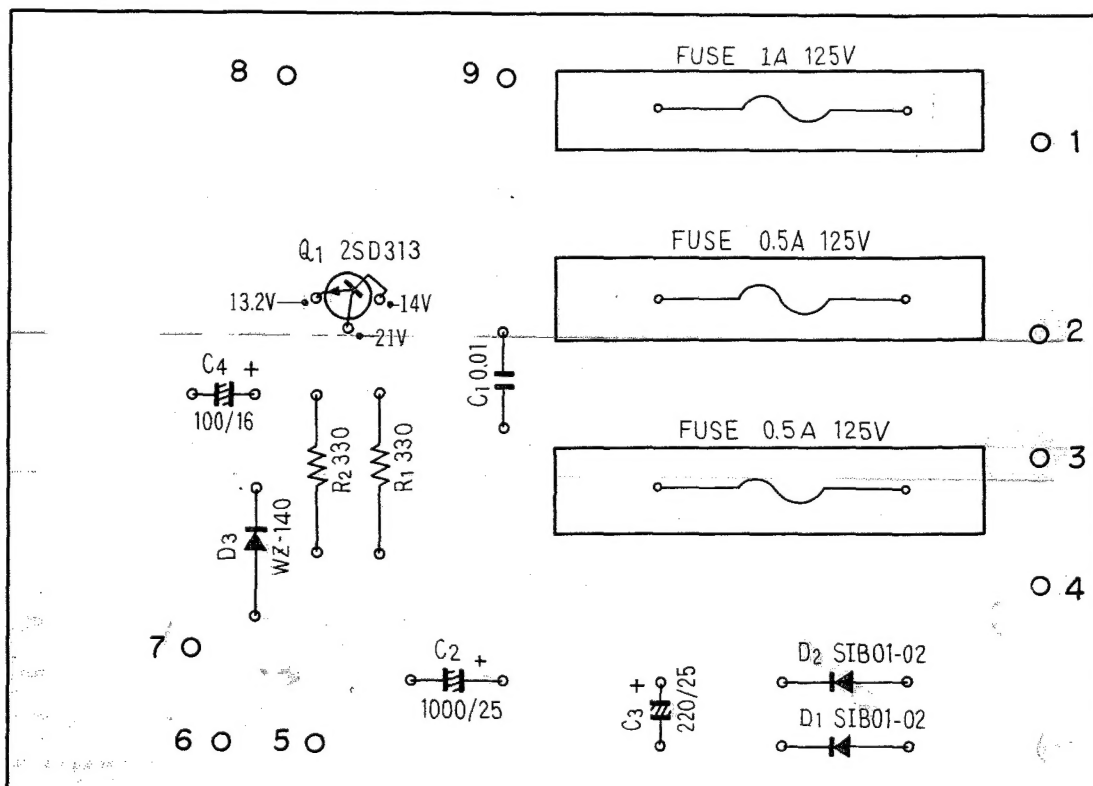 8
9
FUSE 1A 125V
1
Q1 2SD313
13.2V
14V
21V
FUSE 0.5A 125V
2
C4 +
100/16
C1 0.01
R2 330
R1 330
FUSE 0.5A 125V
3
D3
WZ-140
4
7
C2 +
1000/25
+
C3
220/25
D2 SIB01-02
D1 SIB01-02
6
5